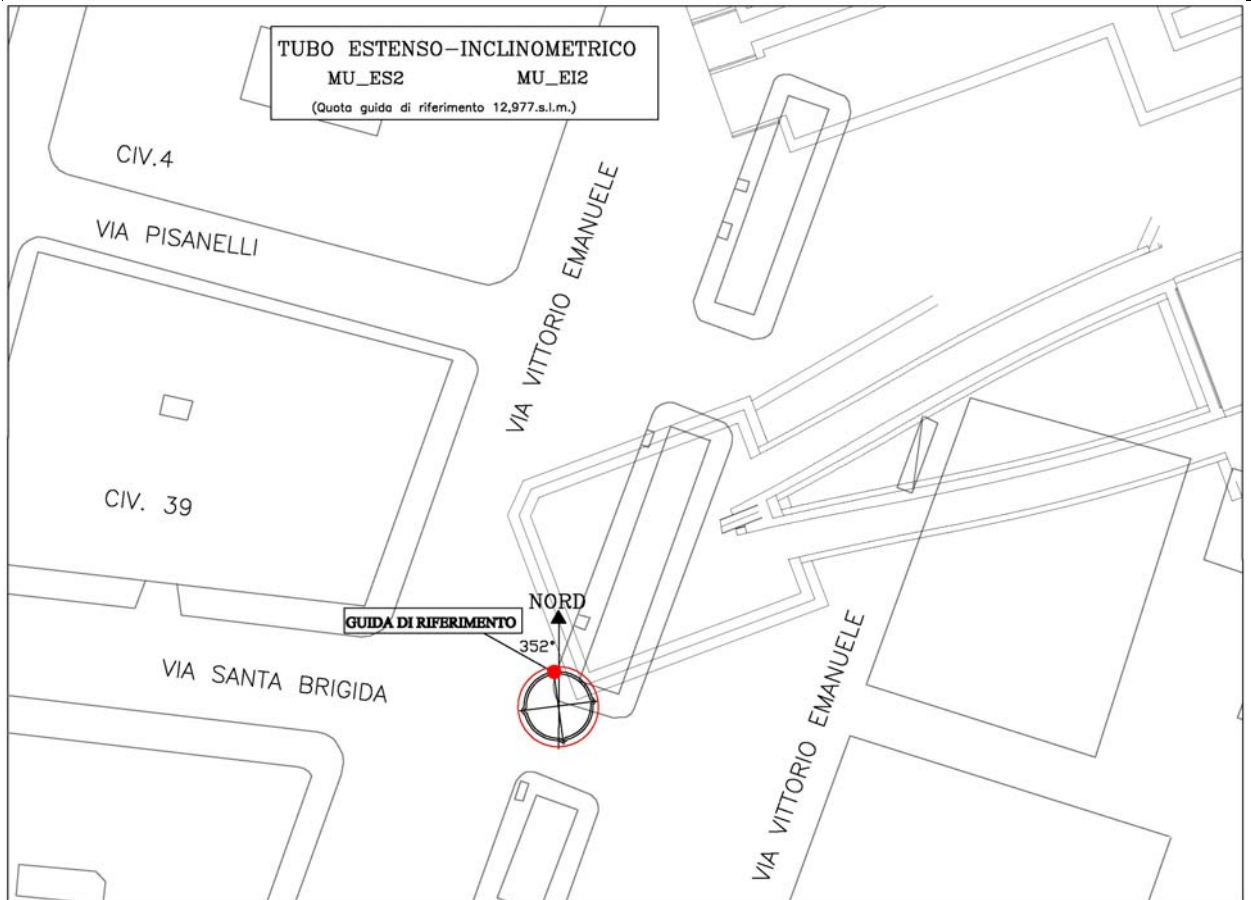 TUBO ESTENSO-INCLINOMETRICO
MU_ES2 MU_EI2
(Quota guida di riferimento 12,977.s.l.m.)
CIV.4
VIA PISANELLI
VIA VITTORIO EMANUELE
CIV. 39
NORD
GUIDA DI RIFERIMENTO
352°
VIA SANTA BRIGIDA
VIA VITTORIO EMANUELE